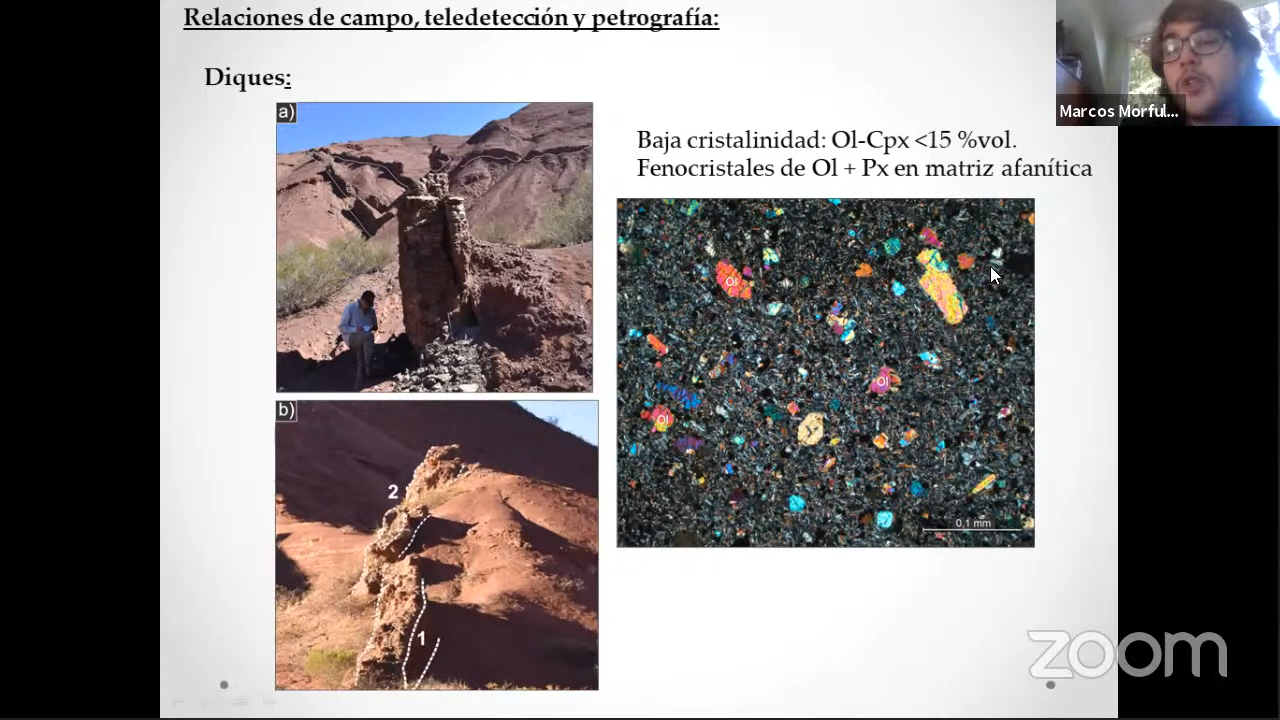 Relaciones de campo, teledetección y petrografía:
Marcos Morful...
Diques:
a)
Baja cristalinidad: Ol-Cpx <15 %vol.
Fenocristales de Ol + Px en matriz afanítica
Ol
Ol
Ol
b)
2
0,1 mm
1
zoom